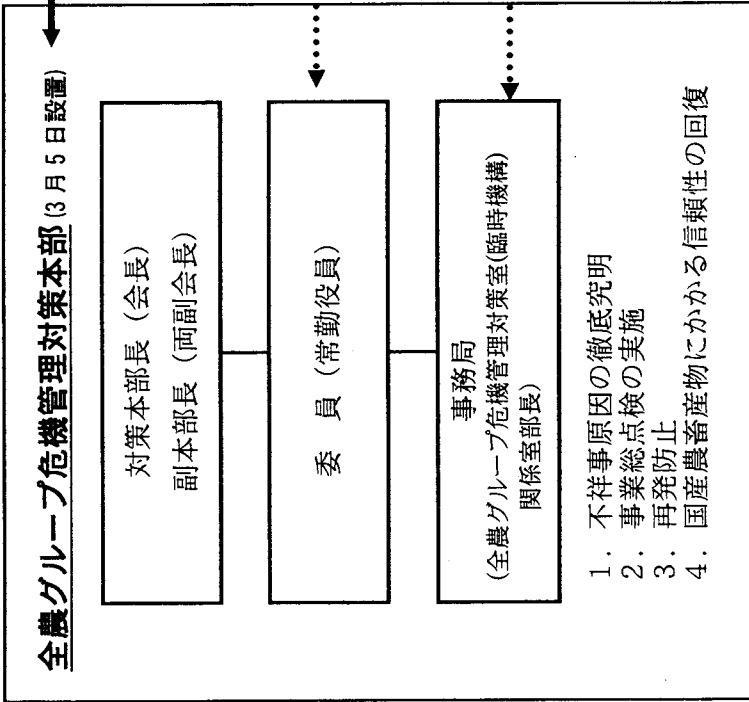 全農グループ危機管理対策本部(3月5日設置)
対策本部長(会長)
副本部長(両副会長)
委 員(常勤役員)
事務局
(全農グループ危機管理対策室(臨時機構)
関係室部長)
1.不祥事原因の徹底究明
2.事業総点検の実施
3.再発防止
4.国産農畜産物にかかる信頼性の回復